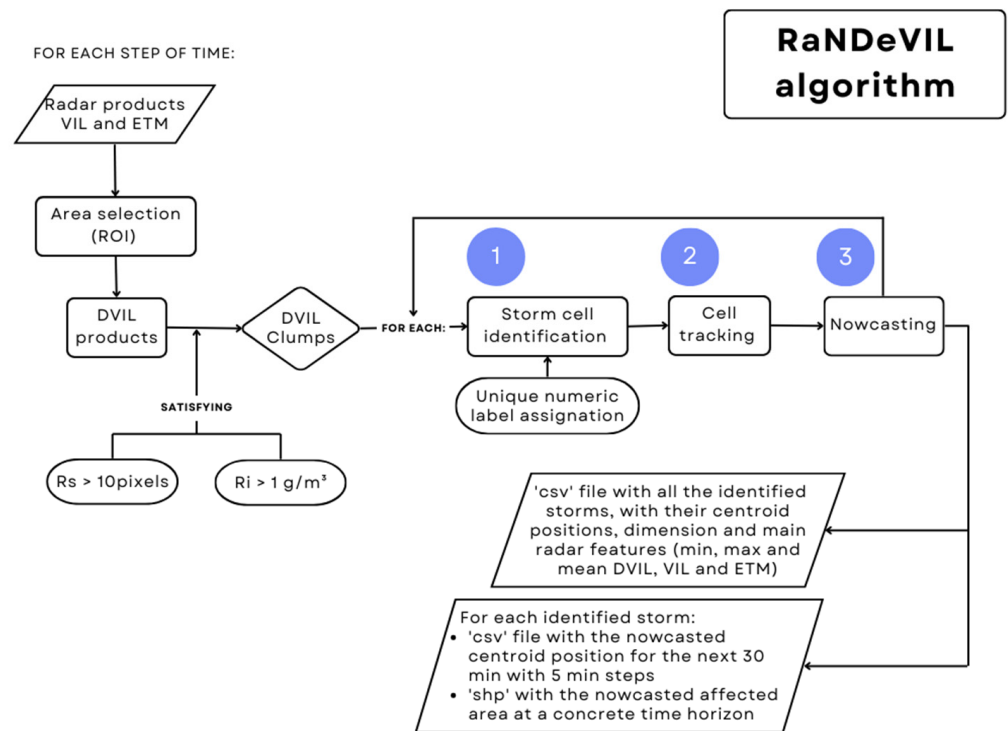 RaNDeVIL
algorithm
FOR EACH STEP OF TIME:
Radar products
VIL and ETM
Area selection
(ROI)
DVIL
products
SATISFYING
Rs > 10pixels
Ri > 1 g/m³
DVIL
Clumps
FOR EACH:
1
Storm cell
identification
Unique numeric
label assignation
2
Cell
tracking
3
Nowcasting
'csv' file with all the identified
storms, with their centroid
positions, dimension and main
radar features (min, max and
mean DVIL, VIL and ETM)
For each identified storm:
• 'csv' file with the nowcasted
centroid position for the next 30
min with 5 min steps
• 'shp' with the nowcasted affected
area at a concrete time horizon